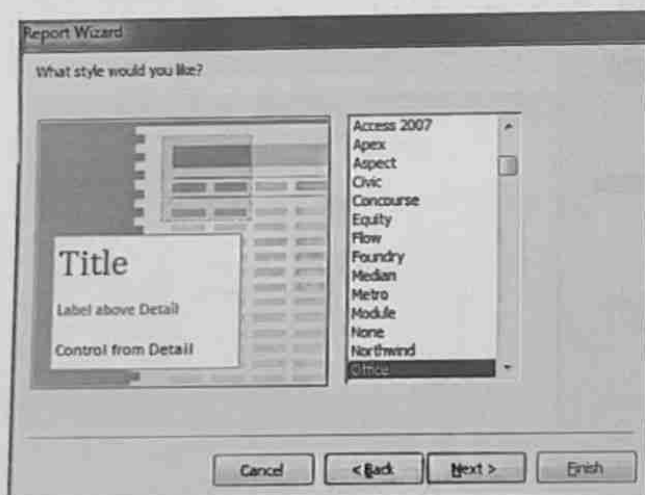 Report Wizard
What style would you like?
Title
Label above Detail
Control from Detail
Access 2007
Apex
Aspect
Civic
Concourse
Equity
Flow
Foundry
Median
Metro
Module
None
Northwind
Office
Cancel
< Back
Next >
Finish